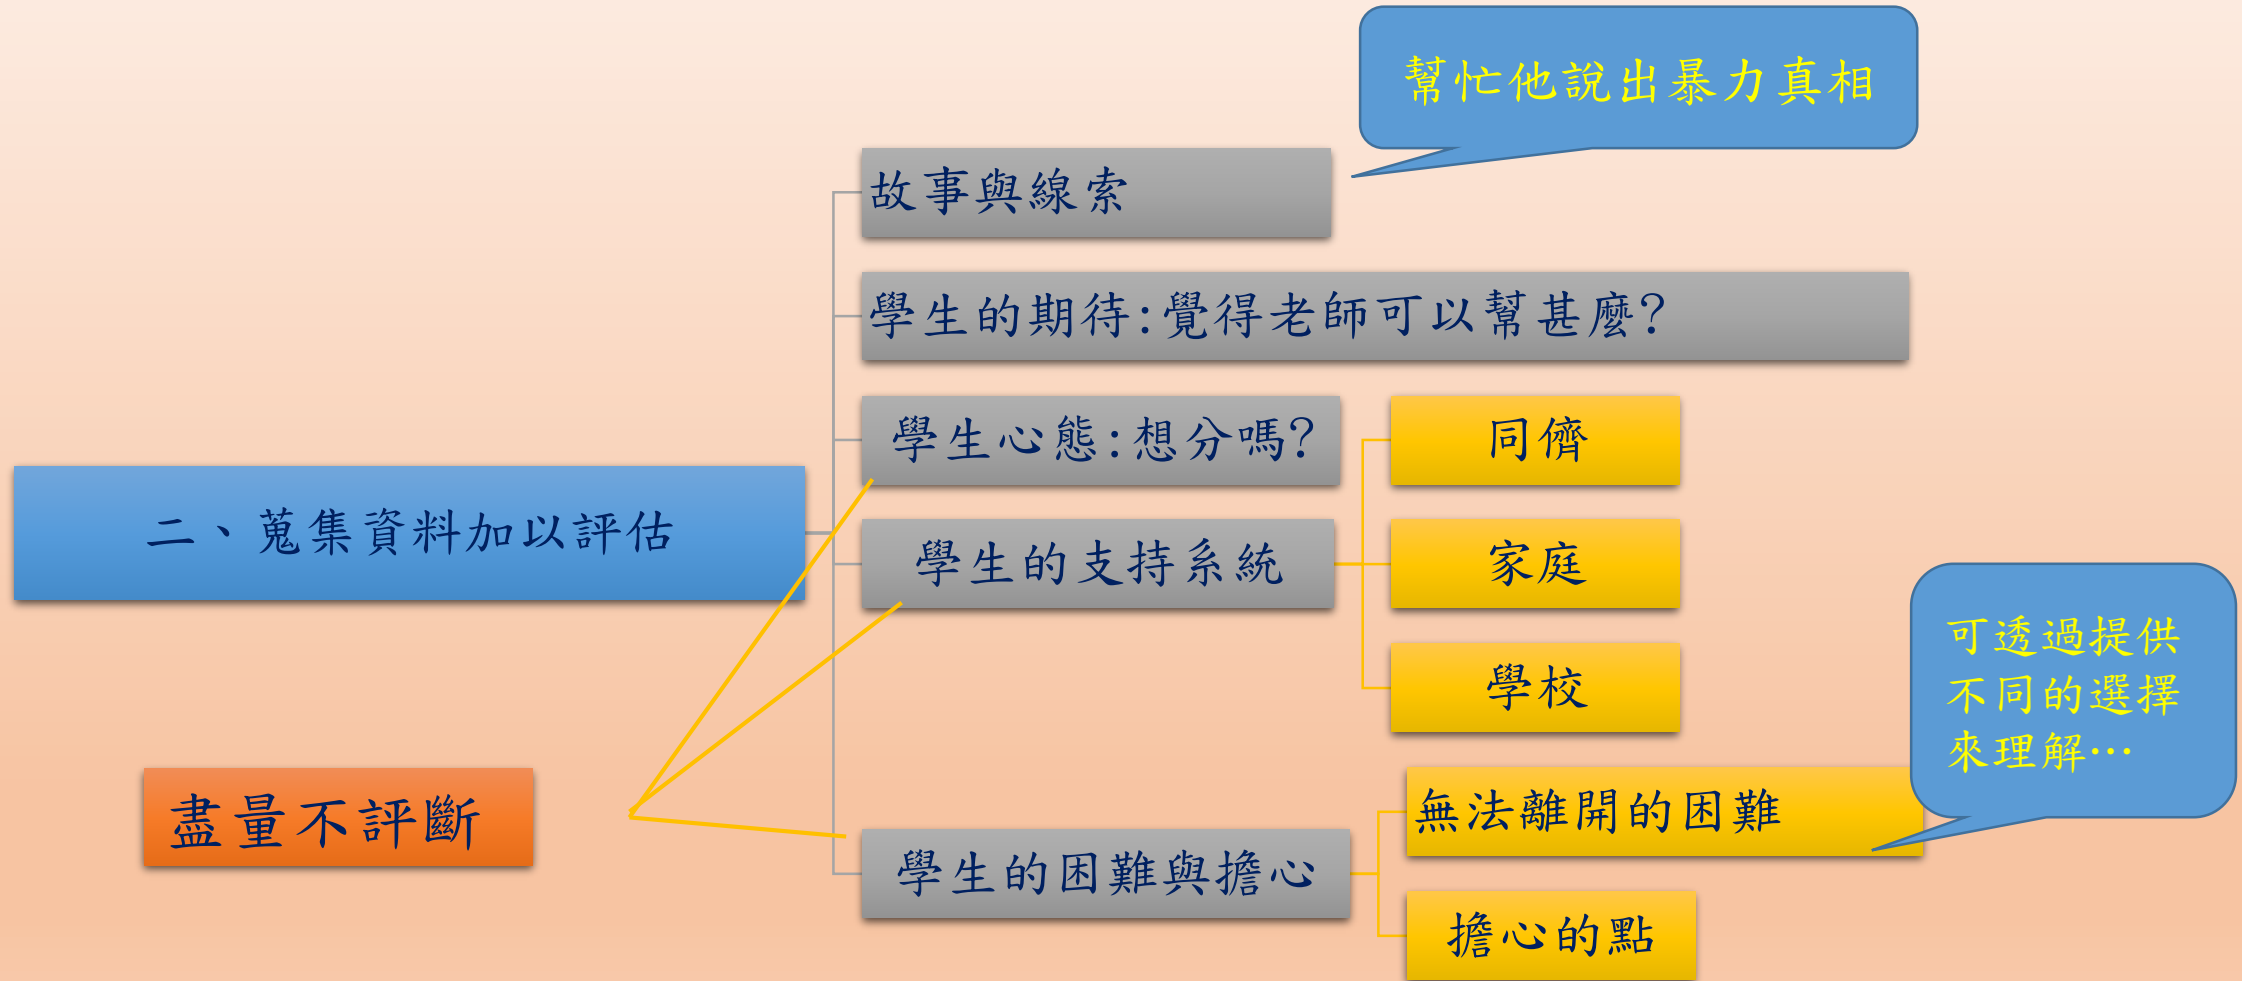 幫忙他說出暴力真相
故事與線索
學生的期待:覺得老師可以幫甚麼?
學生心態:想分嗎?
同儕
二、蒐集資料加以評估
學生的支持系統
家庭
學校
可透過提供
不同的選擇
來理解…
盡量不評斷
無法離開的困難
學生的困難與擔心
擔心的點